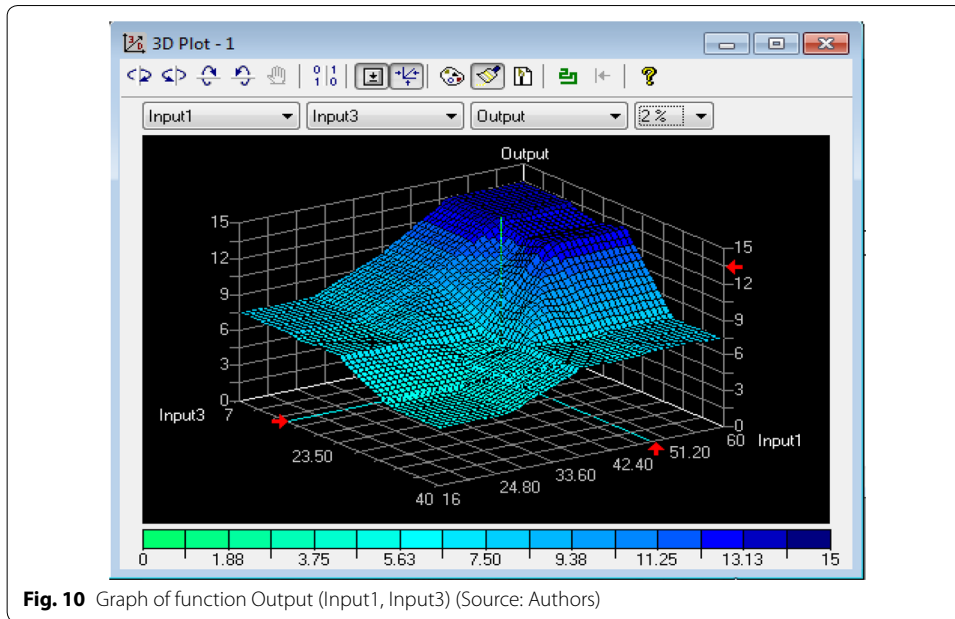 3D Plot - 1
Input1 Input3 Output 2 %
Output
15 15
12 12
9 9
6 6
3 3
0 0
Input3 7 60 Input1
23.50 51.20
42.40
33.60
24.80
40 16
0 1.88 3.75 5.63 7.50 9.38 11.25 13.13 15
Fig. 10 Graph of function Output (Input1, Input3) (Source: Authors)